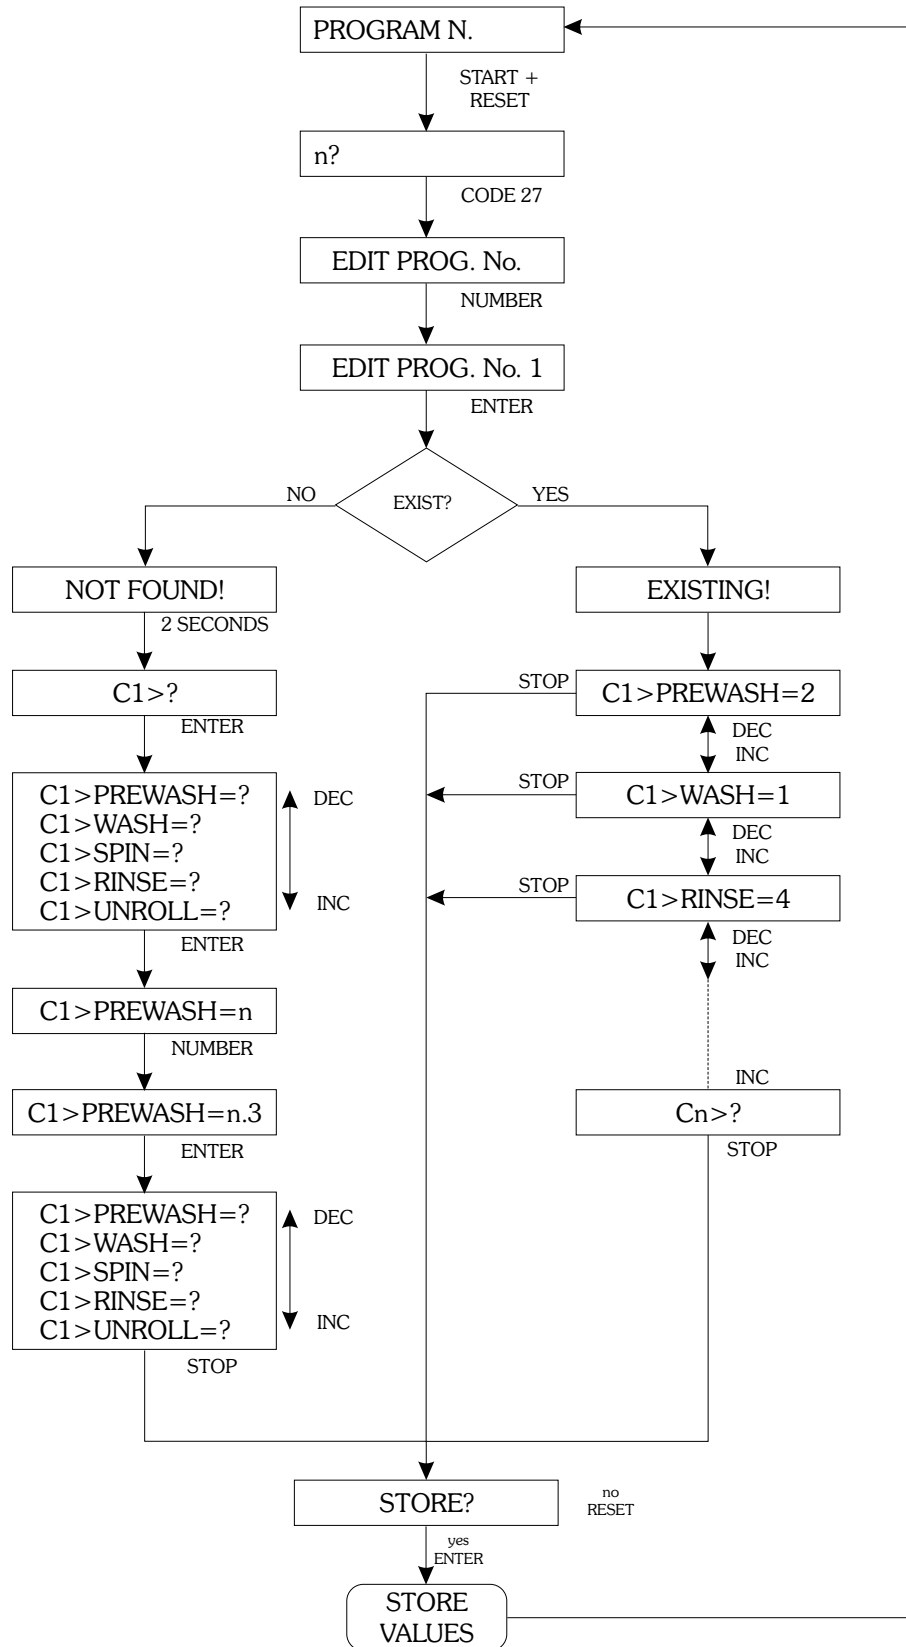 PROGRAM N.
START +
RESET
n?
CODE 27
EDIT PROG. No.
NUMBER
EDIT PROG. No. 1
ENTER
NO
EXIST?
YES
NOT FOUND!
2 SECONDS
C1>?
ENTER
C1>PREWASH=?
C1>WASH=?
C1>SPIN=?
C1>RINSE=?
C1>UNROLL=?
DEC
INC
ENTER
C1>PREWASH=n
NUMBER
C1>PREWASH=n.3
ENTER
C1>PREWASH=?
C1>WASH=?
C1>SPIN=?
C1>RINSE=?
C1>UNROLL=?
DEC
INC
STOP
EXISTING!
STOP
C1>PREWASH=2
DEC
INC
STOP
C1>WASH=1
DEC
INC
STOP
C1>RINSE=4
DEC
INC
INC
Cn>?
STOP
STORE?
no
RESET
yes
ENTER
STORE
VALUES